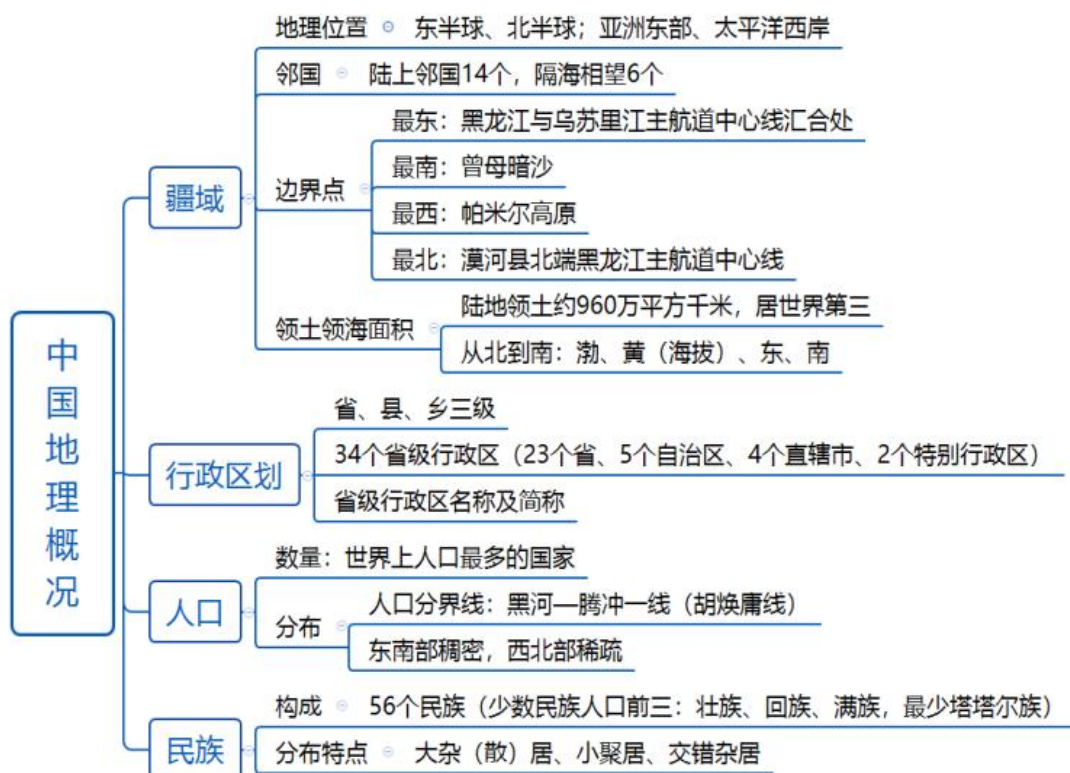 中国地理概况
疆域
地理位置
东半球、北半球；亚洲东部、太平洋西岸
邻国
陆上邻国14个，隔海相望6个
边界点
最东：黑龙江与乌苏里江主航道中心线汇合处
最南：曾母暗沙
最西：帕米尔高原
最北：漠河县北端黑龙江主航道中心线
领土领海面积
陆地领土约960万平方千米，居世界第三
从北到南：渤、黄（海拔）、东、南
行政区划
省、县、乡三级
34个省级行政区（23个省、5个自治区、4个直辖市、2个特别行政区）
省级行政区名称及简称
人口
数量：世界上人口最多的国家
分布
人口分界线：黑河—腾冲一线（胡焕庸线）
东南部稠密，西北部稀疏
民族
构成
56个民族（少数民族人口前三：壮族、回族、满族，最少塔塔尔族）
分布特点
大杂（散）居、小聚居、交错杂居